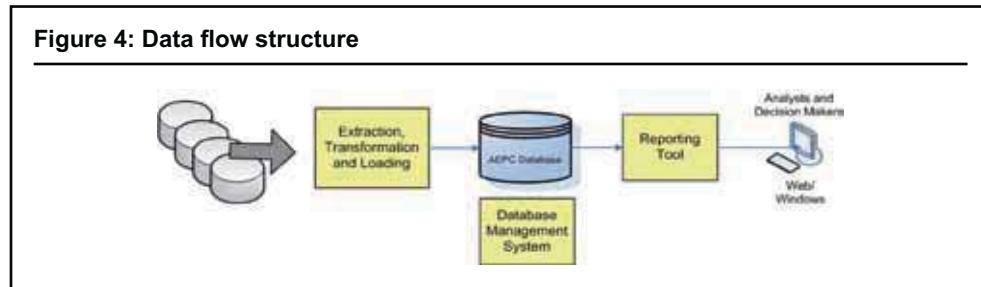 Figure 4: Data flow structure
Extraction,
Transformation
and Loading
AEPC Database
Database
Management
System
Reporting
Tool
Analysts and
Decision Makers
Web/
Windows